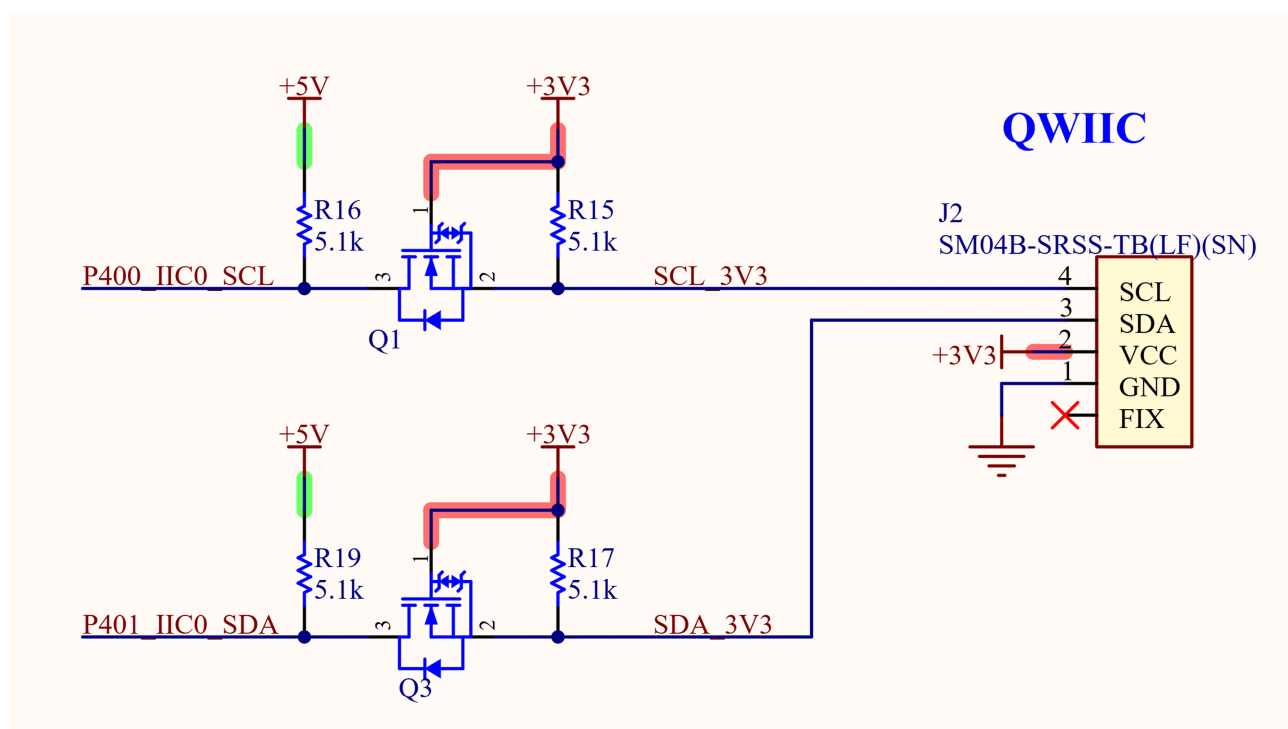 +5V
+3V3
QWIIC
R16
5.1k
1
R15
5.1k
J2
SM04B-SRSS-TB(LF)(SN)
P400_IIC0_SCL
3
2
SCL_3V3
4
SCL
Q1
3
SDA
+3V3
2
VCC
1
GND
FIX
+5V
+3V3
R19
5.1k
1
R17
5.1k
P401_IIC0_SDA
3
2
SDA_3V3
Q3